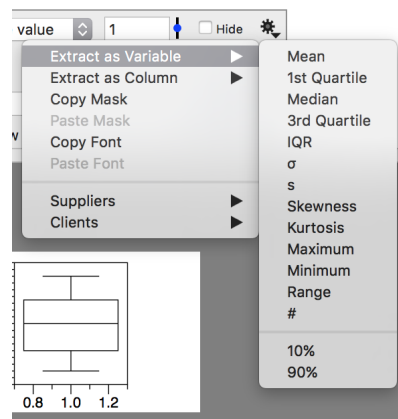 value 1 Hide
Extract as Variable
Extract as Column
Copy Mask
Paste Mask
Copy Font
Paste Font
Suppliers
Clients
Mean
1st Quartile
Median
3rd Quartile
IQR
σ
s
Skewness
Kurtosis
Maximum
Minimum
Range
#
10%
90%
w
0.8 1.0 1.2